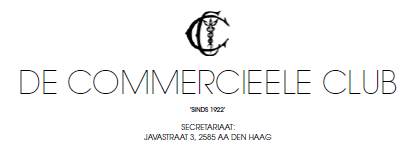 DE COMMERCIEELE CLUB
'SINDS 1922'
SECRETARIAAT:
JAVASTRAAT 3, 2585 AA DEN HAAG